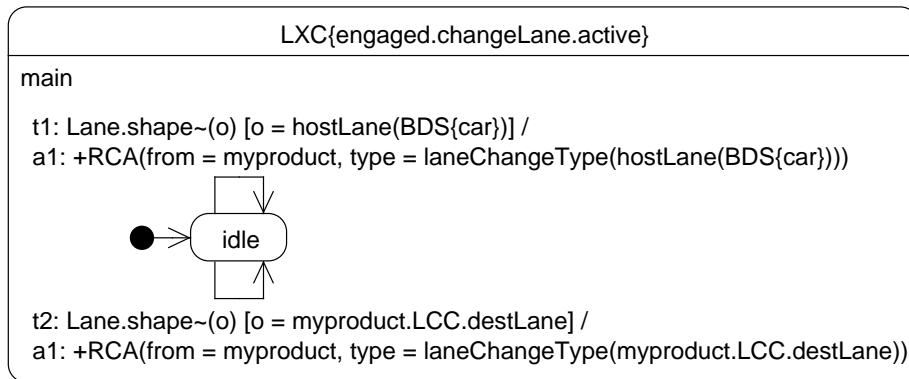 LXC{engaged.changeLane.active}
main
t1: Lane.shape~(o) [o = hostLane(BDS{car})] /
a1: +RCA(from = myproduct, type = laneChangeType(hostLane(BDS{car})))
idle
t2: Lane.shape~(o) [o = myproduct.LCC.destLane] /
a1: +RCA(from = myproduct, type = laneChangeType(myproduct.LCC.destLane))